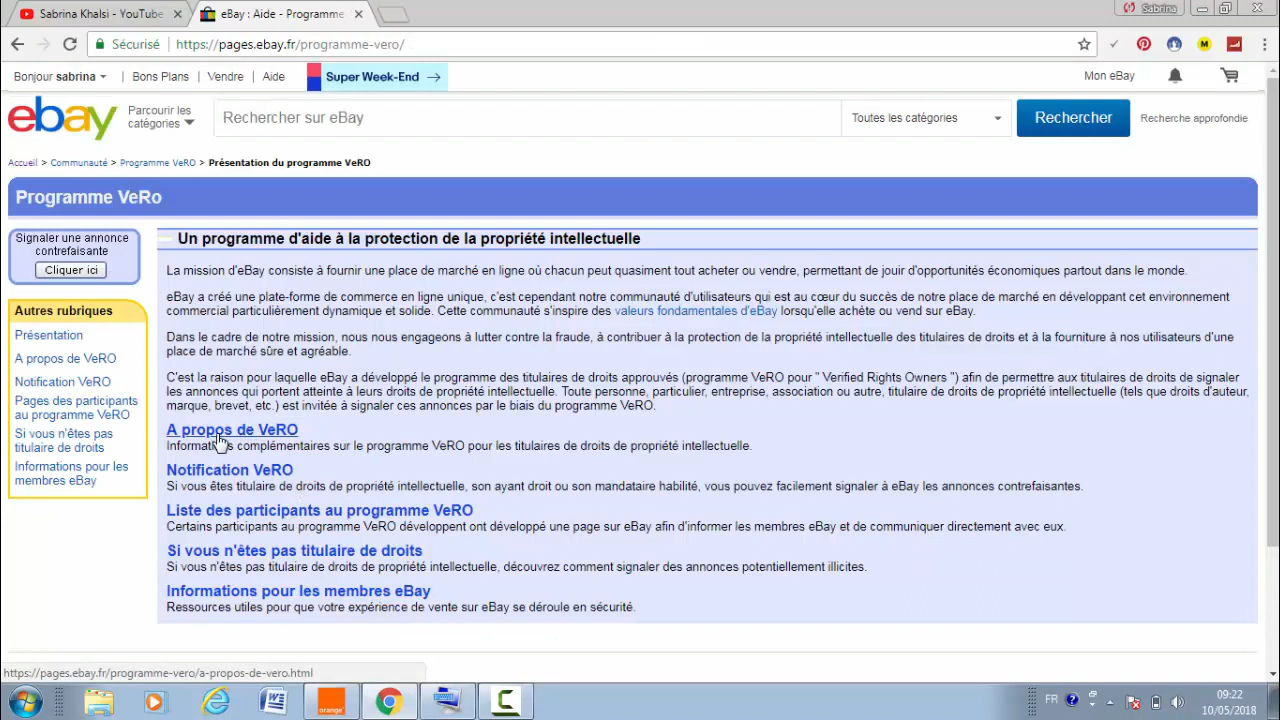 Sabrina Khalsi - YouTube
eBay : Aide - Programme
Sabrina
Sécurisé
https://pages.ebay.fr/programme-vero/
Bonjour sabrina
Bons Plans
Vendre
Aide
Super Week-End
Mon eBay
ebay
Parcourir les
catégories
Rechercher sur eBay
Toutes les catégories
Rechercher
Recherche approfondie
Accueil > Communauté > Programme VeRO > Présentation du programme VeRO
Programme VeRo
Signaler une annonce
contrefaisante
Cliquer ici
Autres rubriques
Présentation
A propos de VeRO
Notification VeRO
Pages des participants
au programme VeRO
Si vous n'êtes pas
titulaire de droits
Informations pour les
membres eBay
Un programme d'aide à la protection de la propriété intellectuelle
La mission d'eBay consiste à fournir une place de marché en ligne où chacun peut quasiment tout acheter ou vendre, permettant de jouir d'opportunités économiques partout dans le monde.
eBay a créé une plate-forme de commerce en ligne unique, c'est cependant notre communauté d'utilisateurs qui est au cœur du succès de notre place de marché en développant cet environnement
commercial particulièrement dynamique et solide. Cette communauté s'inspire des valeurs fondamentales d'eBay lorsqu'elle achète ou vend sur eBay.
Dans le cadre de notre mission, nous nous engageons à lutter contre la fraude, à contribuer à la protection de la propriété intellectuelle des titulaires de droits et à la fourniture à nos utilisateurs d'une
place de marché sûre et agréable.
C'est la raison pour laquelle eBay a développé le programme des titulaires de droits approuvés (programme VeRO pour " Verified Rights Owners ") afin de permettre aux titulaires de droits de signaler
les annonces qui portent atteinte à leurs droits de propriété intellectuelle. Toute personne, particulier, entreprise, association ou autre, titulaire de droits de propriété intellectuelle (tels que droits d'auteur,
marque, brevet, etc.) est invitée à signaler ces annonces par le biais du programme VeRO.
A propos de VeRO
Informations complémentaires sur le programme VeRO pour les titulaires de droits de propriété intellectuelle.
Notification VeRO
Si vous êtes titulaire de droits de propriété intellectuelle, son ayant droit ou son mandataire habilité, vous pouvez facilement signaler à eBay les annonces contrefaisantes.
Liste des participants au programme VeRO
Certains participants au programme VeRO développent ont développé une page sur eBay afin d'informer les membres eBay et de communiquer directement avec eux.
Si vous n'êtes pas titulaire de droits
Si vous n'êtes pas titulaire de droits de propriété intellectuelle, découvrez comment signaler des annonces potentiellement illicites.
Informations pour les membres eBay
Ressources utiles pour que votre expérience de vente sur eBay se déroule en sécurité.
https://pages.ebay.fr/programme-vero/a-propos-de-vero.html
orange
FR
09:22
10/05/2018